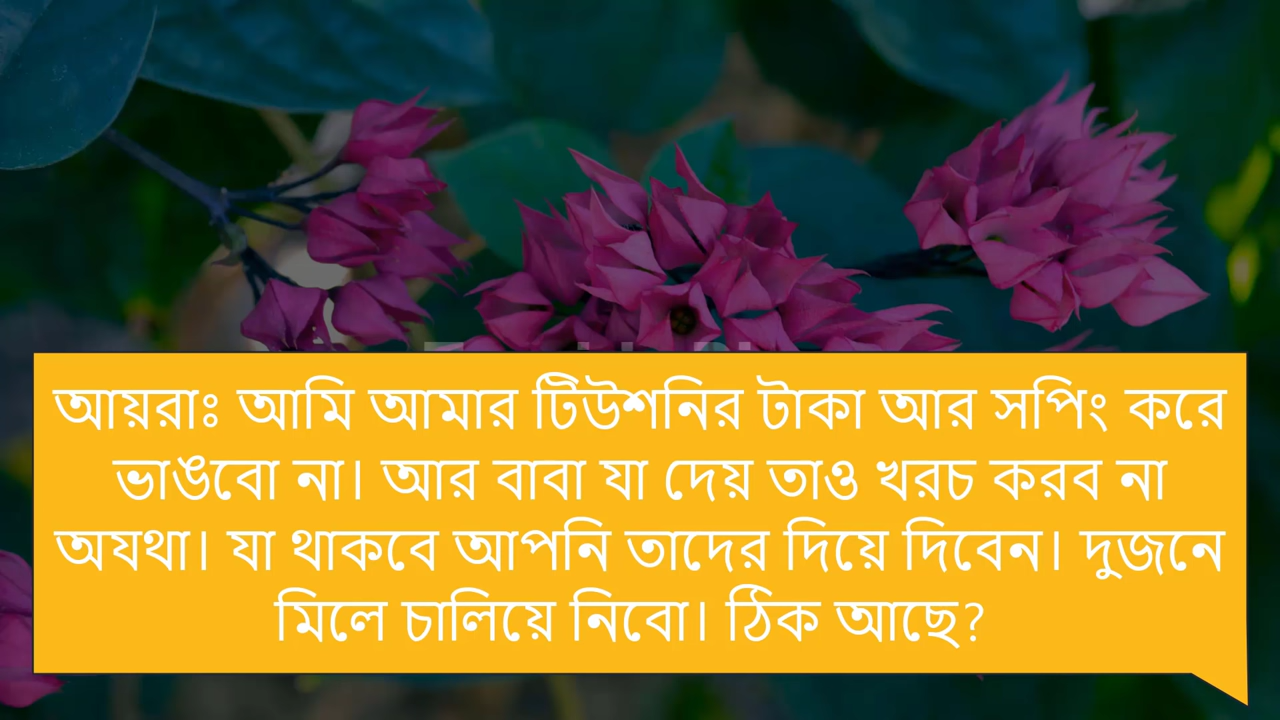 আয়রাঃ আমি আমার টিউশনির টাকা আর সপিং করে
ভাঙবো না। আর বাবা যা দেয় তাও খরচ করব না
অযথা। যা থাকবে আপনি তাদের দিয়ে দিবেন। দুজনে
মিলে চালিয়ে নিবো। ঠিক আছে?